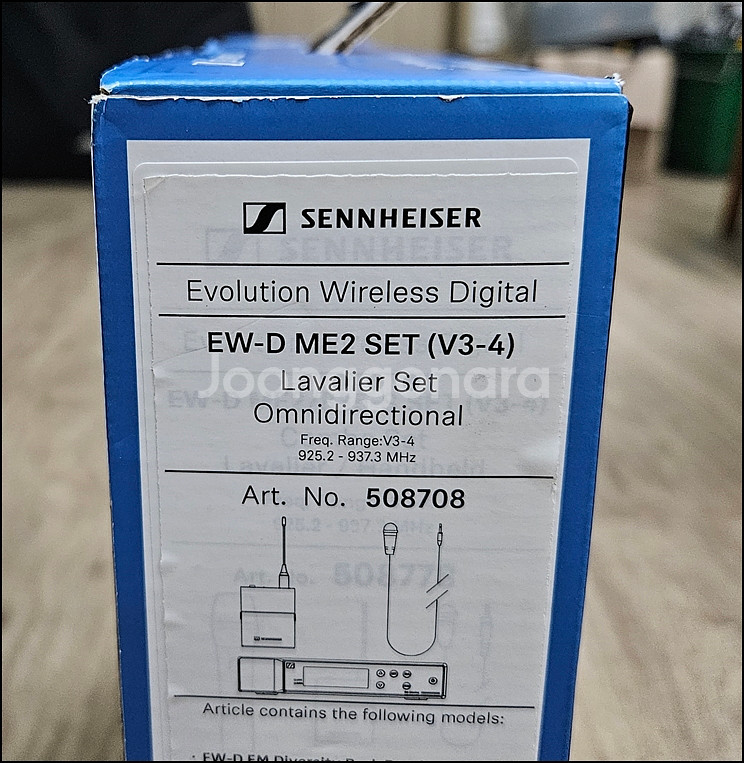 SENNHEISER
Evolution Wireless Digital
EW-D ME2 SET (V3-4)
Joonggonara
Lavalier Set
Omnidirectional
Freq. Range:V3-4
925.2 - 937.3 MHz
Art. No. 508708
Article contains the following models: